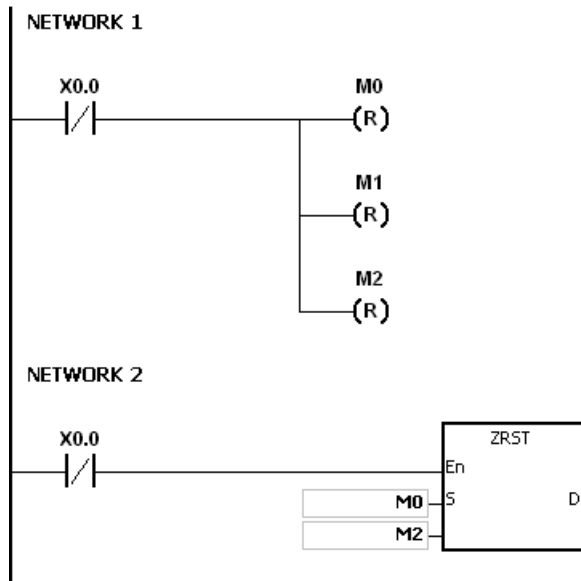 NETWORK 1
X0.0
M0
(R)
M1
(R)
M2
(R)
NETWORK 2
X0.0
ZRST
En
M0 S D
M2